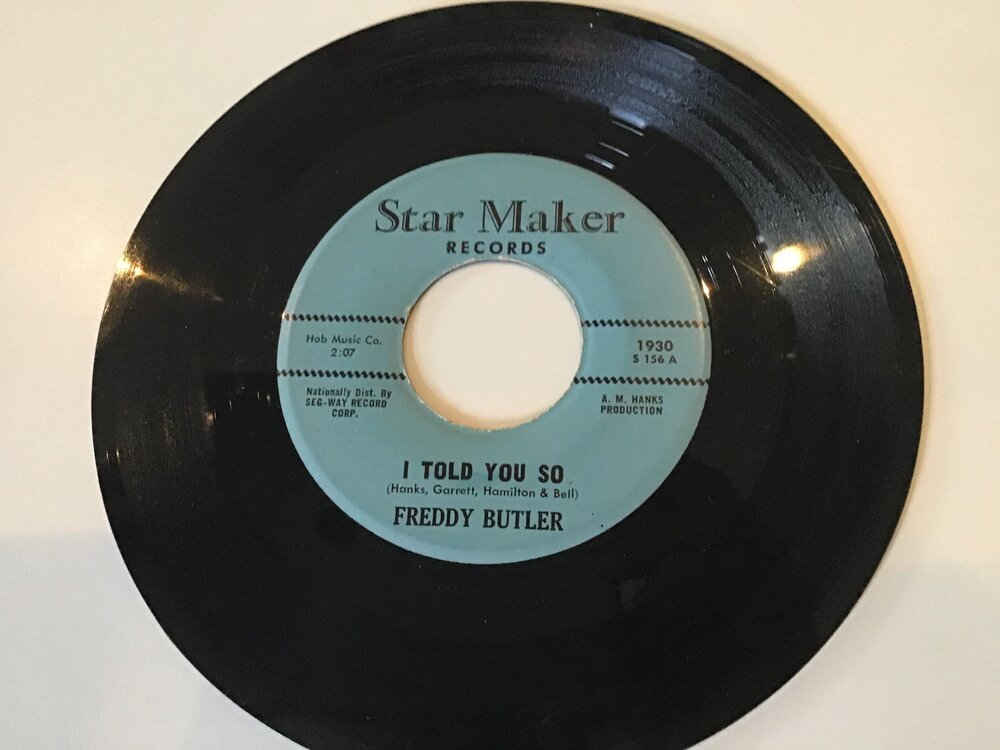 Star Maker
RECORDS
Hob Music Co.
2:07
1930
S 156 A
Nationally Dist. By
SEG-WAY RECORD
CORP.
A. M. HANKS
PRODUCTION
I TOLD YOU SO
(Hanks, Garrett, Hamilton & Bell)
FREDDY BUTLER